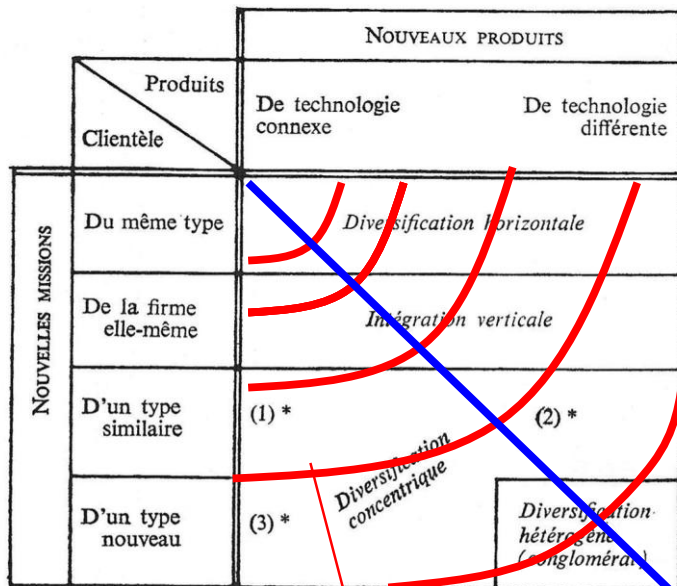 NOUVEAUX PRODUITS
Produits
Clientèle
De technologie
connexe
De technologie
différente
NOUVELLES MISSIONS
Du même type
Diversification horizontale
De la firme
elle-même
Intégration verticale
D'un type
similaire
(1) *
(2) *
Diversification
concentrique
D'un type
nouveau
(3) *
Diversification
hétérogène
(conglomérat)